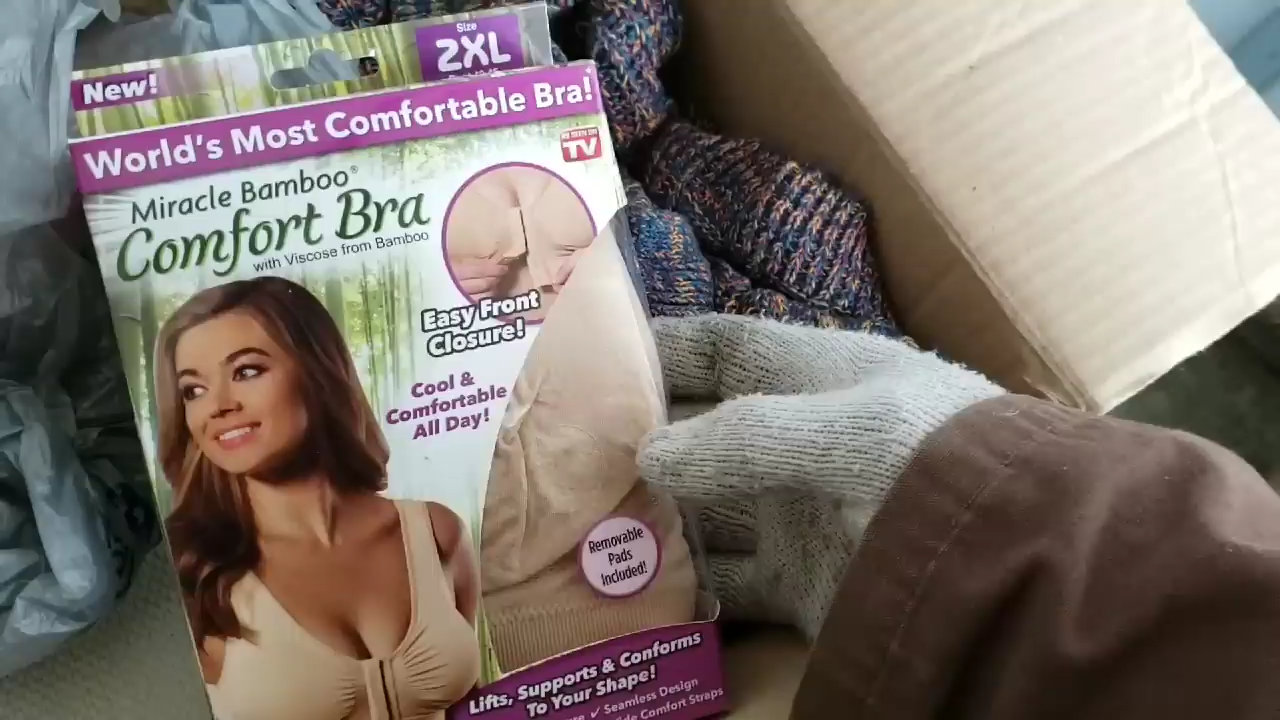 New!
Size
2XL
World's Most Comfortable Bra!
AS SEEN ON
TV
Miracle Bamboo®
Comfort Bra
with Viscose from Bamboo
Easy Front
Closure!
Cool &
Comfortable
All Day!
Removable
Pads
Included!
Lifts, Supports & Conforms
To Your Shape!
✓ Seamless Design
Comfort Straps